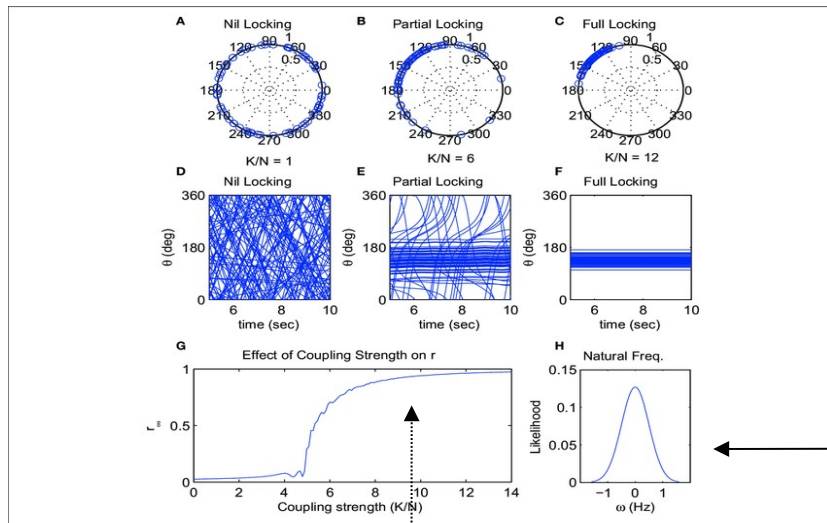 A Nil Locking
B Partial Locking
C Full Locking
90 1
120 60
0.5
150 30
180 0
210 330
240 300
270
K/N = 1
90 1
120 60
0.5
150 30
180 0
210 330
240 300
270
K/N = 6
90 1
120 60
0.5
150 30
180 0
210 330
240 300
270
K/N = 12
D Nil Locking
360
180
0
θ (deg)
6 8 10
time (sec)
E Partial Locking
360
180
0
θ (deg)
6 8 10
time (sec)
F Full Locking
360
180
0
θ (deg)
6 8 10
time (sec)
G Effect of Coupling Strength on r
1
0.5
0
r∞
0 2 4 6 8 10 12 14
Coupling strength (K/N)
H Natural Freq.
0.15
0.1
0.05
0
Likelihood
−1 0 1
ω (Hz)